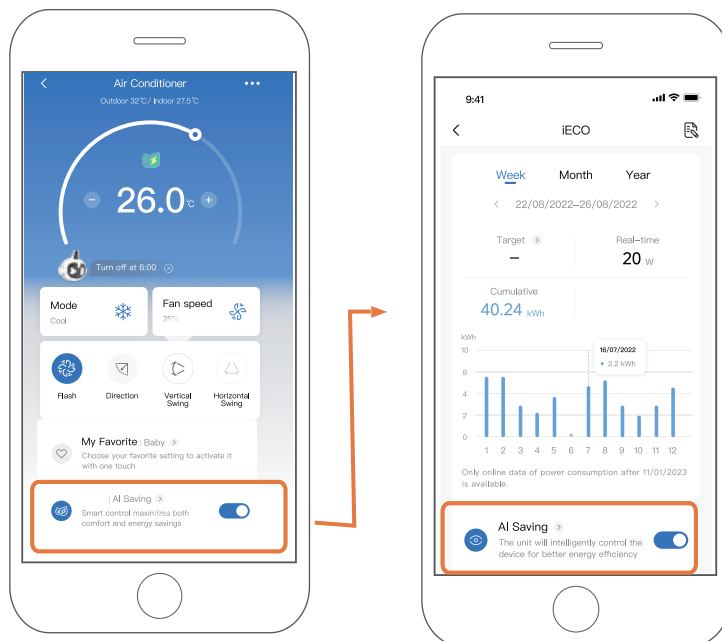 Air Conditioner
Outdoor 32℃/ Indoor 27.5℃
26.0℃
Turn off at 6:00
Mode
Cool
Fan speed
75%
Flash
Direction
Vertical
Swing
Horizontal
Swing
My Favorite | Baby
Choose your favorite setting to activate it
with one touch
| AI Saving
Smart control maximizes both
comfort and energy savings
9:41
iECO
Week Month Year
22/08/2022–26/08/2022
Target
–
Real–time
20 W
Cumulative
40.24 kWh
kWh
10
8
4
2
0
16/07/2022
• 2.2 kWh
1 2 3 4 5 6 7 8 9 10 11 12
Only online data of power consumption after 11/01/2023
is available.
AI Saving
The unit will intelligently control the
device for better energy efficiency